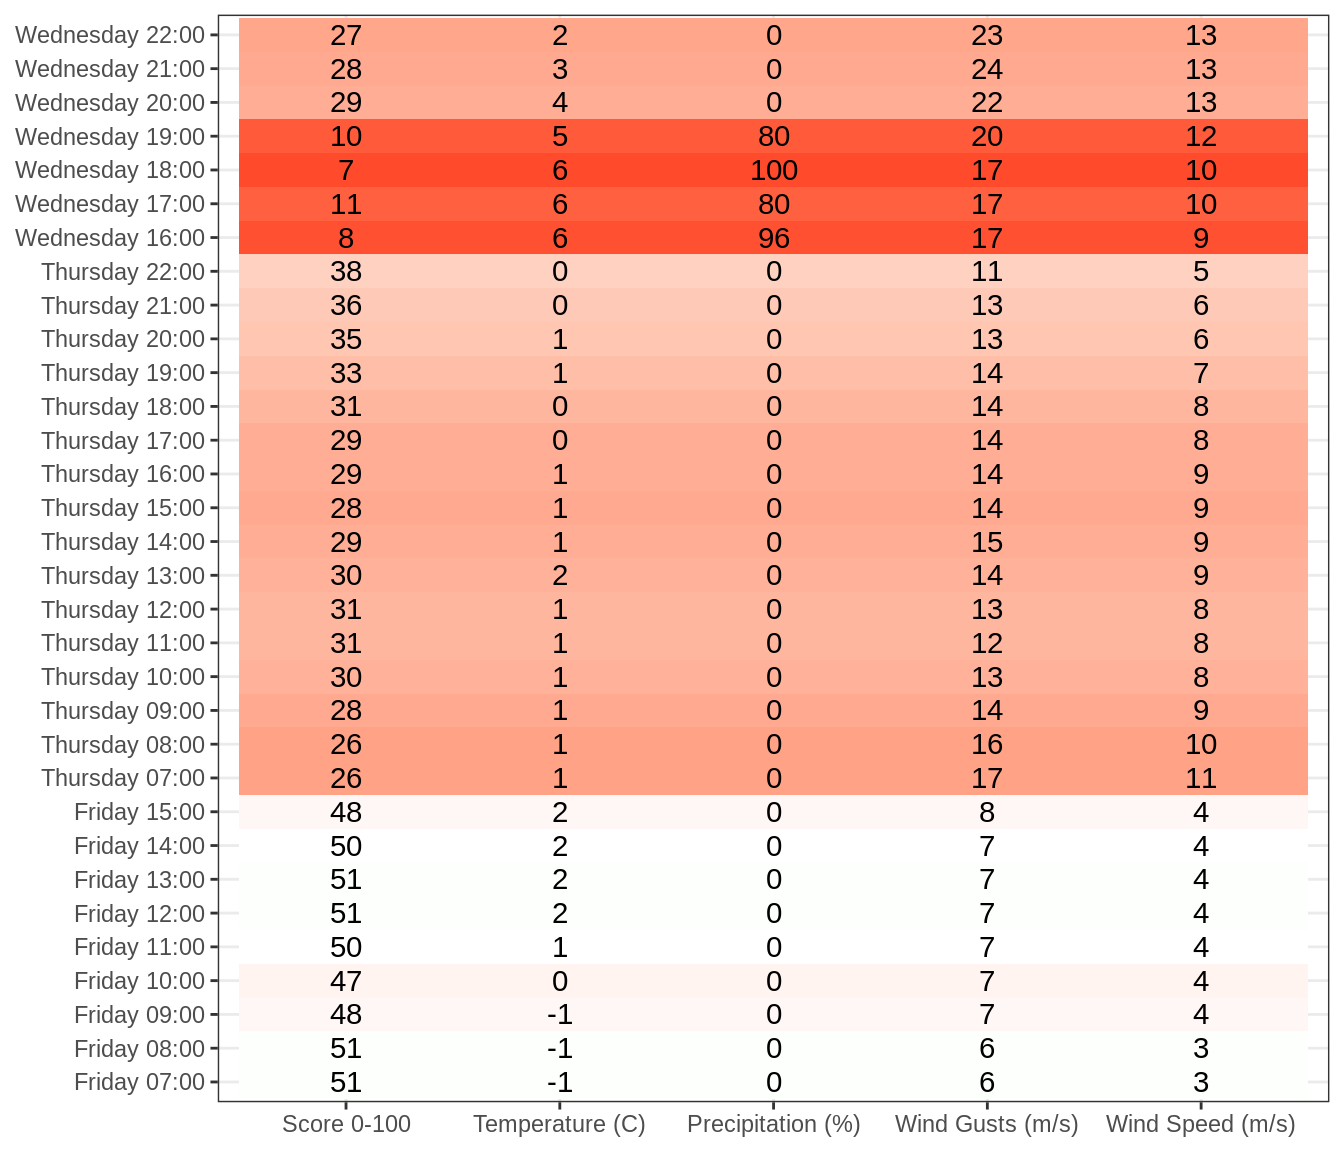 Wednesday 22:00 27 2 0 23 13
Wednesday 21:00 28 3 0 24 13
Wednesday 20:00 29 4 0 22 13
Wednesday 19:00 10 5 80 20 12
Wednesday 18:00 7 6 100 17 10
Wednesday 17:00 11 6 80 17 10
Wednesday 16:00 8 6 96 17 9
Thursday 22:00 38 0 0 11 5
Thursday 21:00 36 0 0 13 6
Thursday 20:00 35 1 0 13 6
Thursday 19:00 33 1 0 14 7
Thursday 18:00 31 0 0 14 8
Thursday 17:00 29 0 0 14 8
Thursday 16:00 29 1 0 14 9
Thursday 15:00 28 1 0 14 9
Thursday 14:00 29 1 0 15 9
Thursday 13:00 30 2 0 14 9
Thursday 12:00 31 1 0 13 8
Thursday 11:00 31 1 0 12 8
Thursday 10:00 30 1 0 13 8
Thursday 09:00 28 1 0 14 9
Thursday 08:00 26 1 0 16 10
Thursday 07:00 26 1 0 17 11
Friday 15:00 48 2 0 8 4
Friday 14:00 50 2 0 7 4
Friday 13:00 51 2 0 7 4
Friday 12:00 51 2 0 7 4
Friday 11:00 50 1 0 7 4
Friday 10:00 47 0 0 7 4
Friday 09:00 48 -1 0 7 4
Friday 08:00 51 -1 0 6 3
Friday 07:00 51 -1 0 6 3
Score 0-100 Temperature (C) Precipitation (%) Wind Gusts (m/s) Wind Speed (m/s)